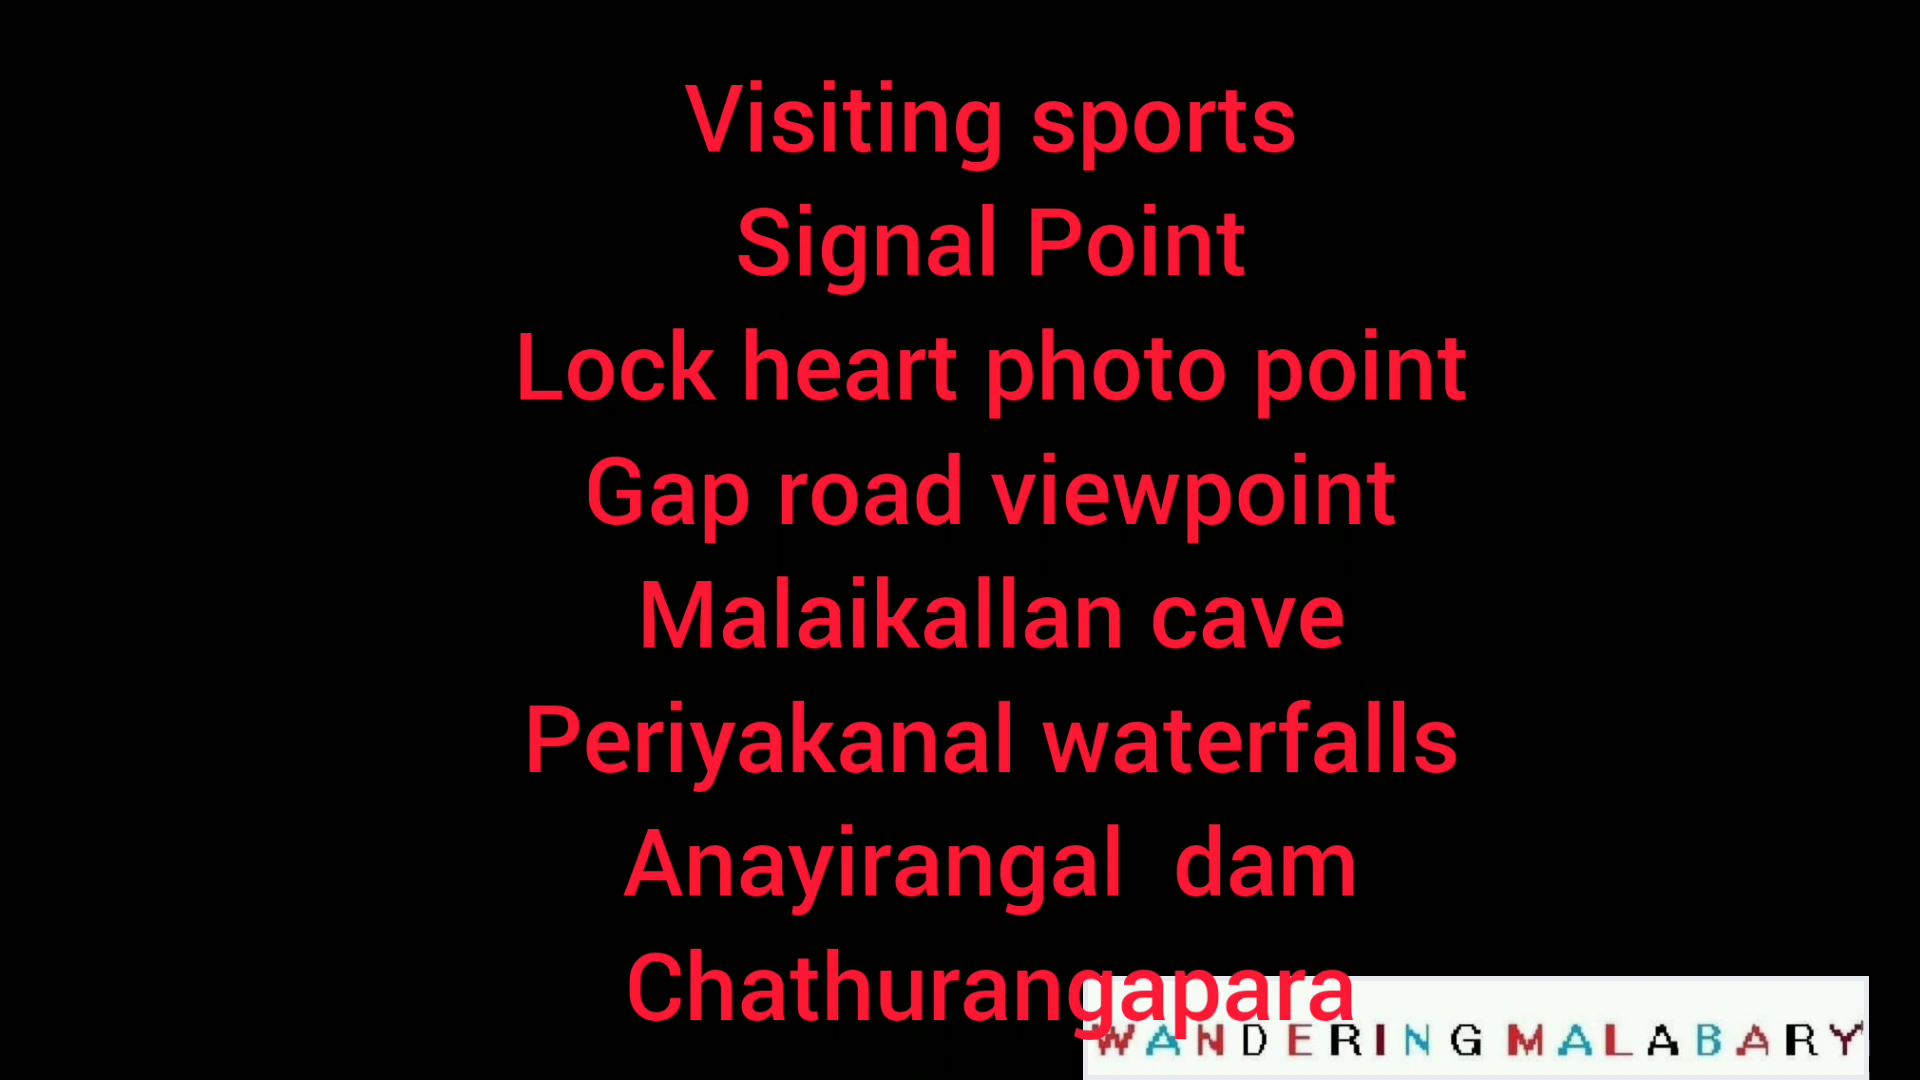 Visiting sports
Signal Point
Lock heart photo point
Gap road viewpoint
Malaikallan cave
Periyakanal waterfalls
Anayirangal dam
Chathurangapara
WANDERING MALABARY